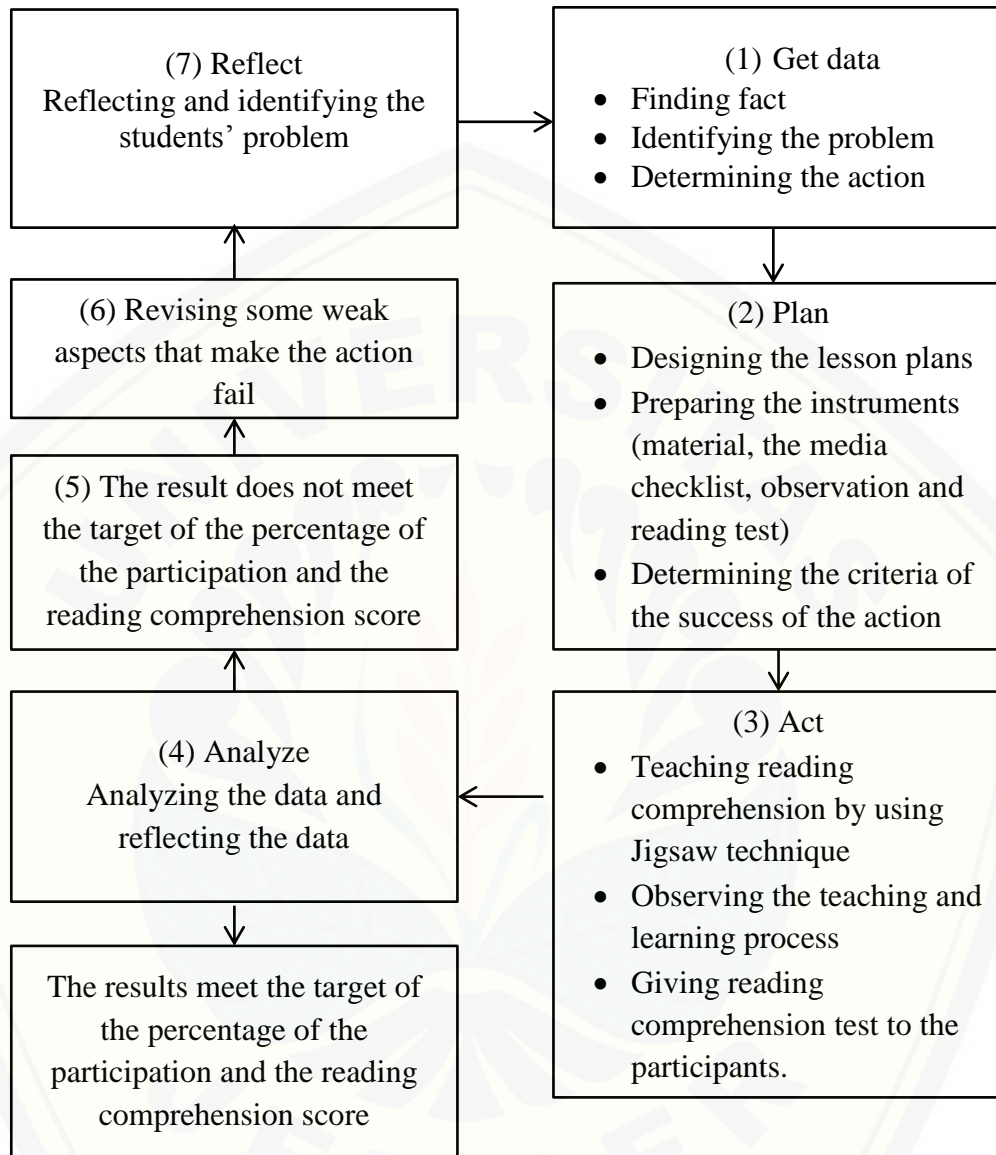 (7) Reflect
Reflecting and identifying the
students’ problem
(1) Get data
• Finding fact
• Identifying the problem
• Determining the action
(6) Revising some weak
aspects that make the action
fail
(2) Plan
• Designing the lesson plans
• Preparing the instruments
(material, the media
checklist, observation and
reading test)
• Determining the criteria of
the success of the action
(5) The result does not meet
the target of the percentage of
the participation and the
reading comprehension score
(4) Analyze
Analyzing the data and
reflecting the data
(3) Act
• Teaching reading
comprehension by using
Jigsaw technique
• Observing the teaching and
learning process
• Giving reading
comprehension test to the
participants.
The results meet the target of
the percentage of the
participation and the reading
comprehension score
UNIVERSITAS